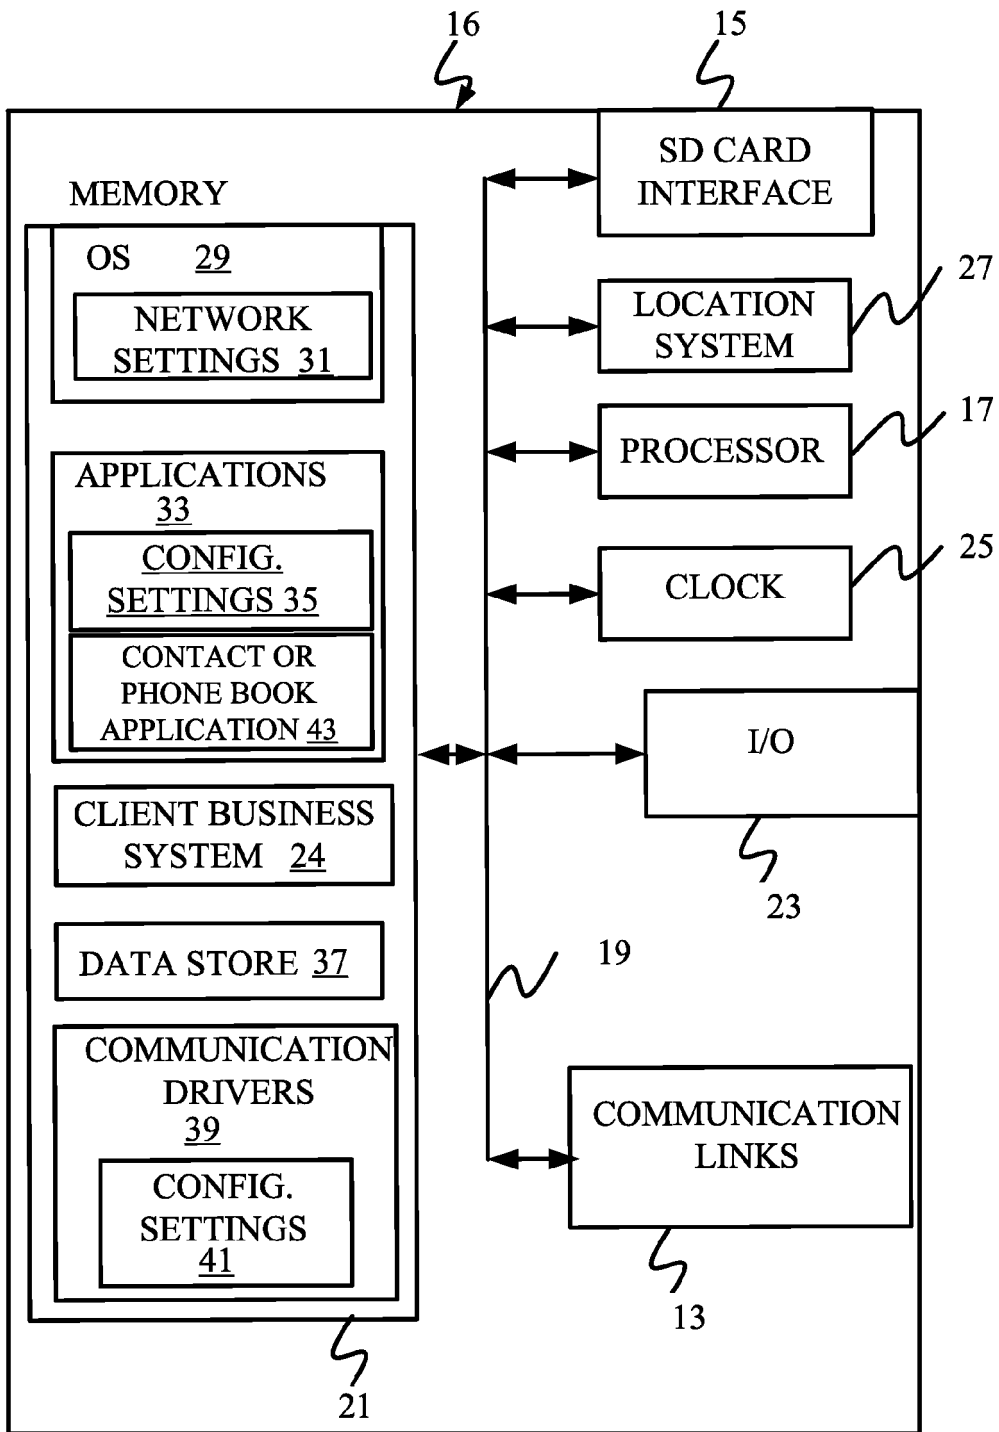 16
15
SD CARD
INTERFACE
MEMORY
OS 29
NETWORK
SETTINGS 31
27
LOCATION
SYSTEM
17
PROCESSOR
APPLICATIONS
33
CONFIG.
SETTINGS 35
25
CLOCK
CONTACT OR
PHONE BOOK
APPLICATION 43
I/O
CLIENT BUSINESS
SYSTEM 24
23
DATA STORE 37
19
COMMUNICATION
DRIVERS
39
CONFIG.
SETTINGS
41
COMMUNICATION
LINKS
13
21